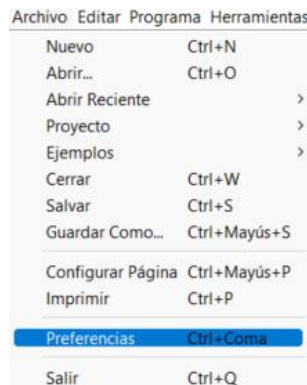 Archivo Editar Programa Herramientas
Nuevo Ctrl+N
Abrir... Ctrl+O
Abrir Reciente >
Proyecto >
Ejemplos >
Cerrar Ctrl+W
Salvar Ctrl+S
Guardar Como... Ctrl+Mayús+S
Configurar Página Ctrl+Mayús+P
Imprimir Ctrl+P
Preferencias Ctrl+Coma
Salir Ctrl+Q